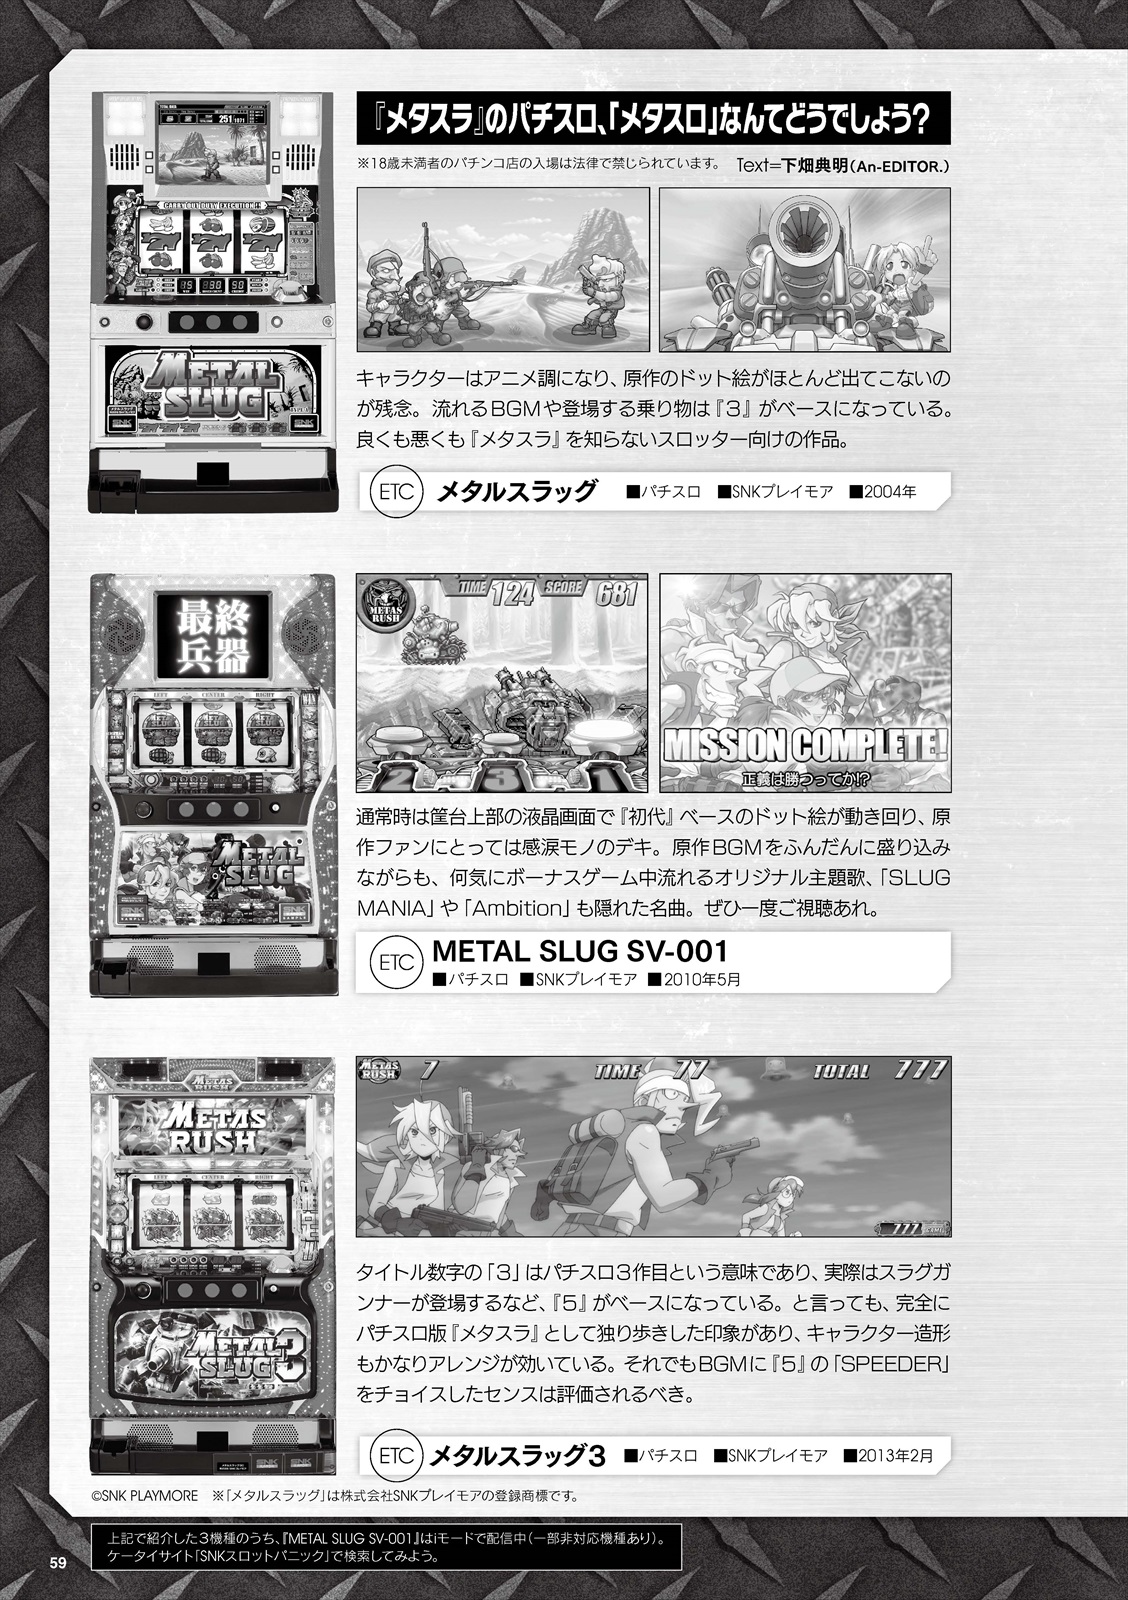 『メタスラ』のパチスロ、「メタスロ」なんてどうでしょう?
※18歳未満者のパチンコ店の入場は法律で禁じられています。 Text=下畑典明(An-EDITOR.)
251/1071
CARRY OUT DUTY EXECUTION!!
METAL
SLUG
キャラクターはアニメ調になり、原作のドット絵がほとんど出てこないの
が残念。流れるBGMや登場する乗り物は『3』がベースになっている。
良くも悪くも『メタスラ』を知らないスロッター向けの作品。
ETC メタルスラッグ ■パチスロ ■SNKプレイモア ■2004年
最終
兵器
LEFT CENTER RIGHT
METAL
SLUG
METAS
RUSH
TIME 124 SCORE 681
2 3 1
MISSION COMPLETE!
正義は勝つってか!?
通常時は筐台上部の液晶画面で『初代』ベースのドット絵が動き回り、原
作ファンにとっては感涙モノのデキ。原作BGMをふんだんに盛り込み
ながらも、何気にボーナスゲーム中流れるオリジナル主題歌、「SLUG
MANIA」や「Ambition」も隠れた名曲。ぜひ一度ご視聴あれ。
ETC METAL SLUG SV-001
■パチスロ ■SNKプレイモア ■2010年5月
METAS
RUSH
METAS
RUSH
LEFT CENTER RIGHT
METAL
SLUG 3
SNK
METAS
RUSH 7 TIME 77 TOTAL 777
777
タイトル数字の「3」はパチスロ3作目という意味であり、実際はスラグガ
ンナーが登場するなど、『5』がベースになっている。と言っても、完全に
パチスロ版『メタスラ』として独り歩きした印象があり、キャラクター造形
もかなりアレンジが効いている。それでもBGMに『5』の「SPEEDER」
をチョイスしたセンスは評価されるべき。
ETC メタルスラッグ3 ■パチスロ ■SNKプレイモア ■2013年2月
©SNK PLAYMORE ※「メタルスラッグ」は株式会社SNKプレイモアの登録商標です。
上記で紹介した3機種のうち、『METAL SLUG SV-001』はiモードで配信中(一部非対応機種あり)。
ケータイサイト「SNKスロットパニック」で検索してみよう。
59